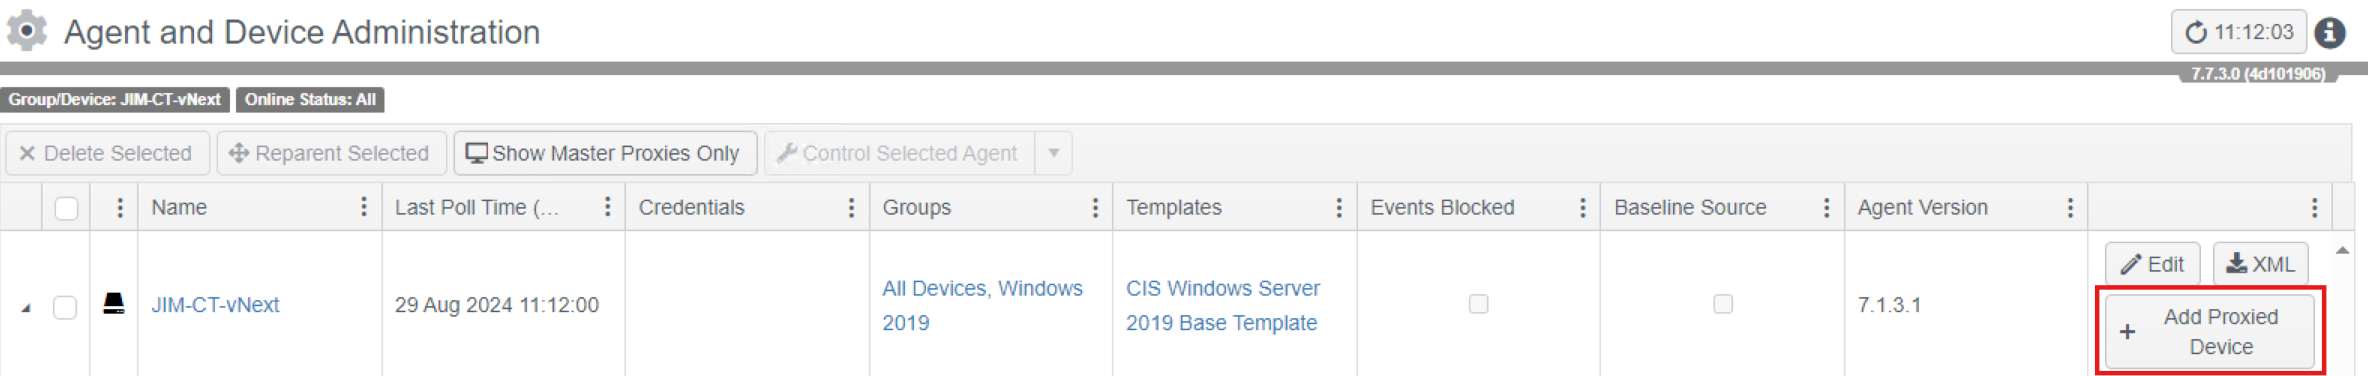 Agent and Device Administration
11:12:03
7.7.3.0 (4d101906)
Group/Device: JIM-CT-vNext
Online Status: All
Delete Selected
Reparent Selected
Show Master Proxies Only
Control Selected Agent
Name
Last Poll Time (...
Credentials
Groups
Templates
Events Blocked
Baseline Source
Agent Version
JIM-CT-vNext
29 Aug 2024 11:12:00
All Devices, Windows
2019
CIS Windows Server
2019 Base Template
7.1.3.1
Edit
XML
Add Proxied
Device